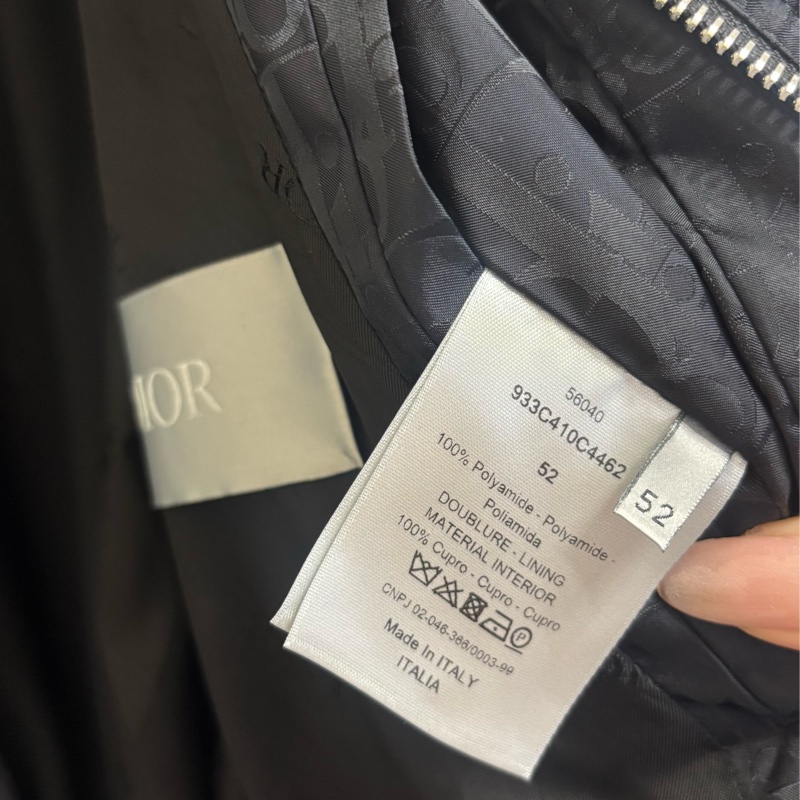 IOR
56040
933C410C4462
52
100% Polyamide - Polyamide -
Poliamida
DOUBLURE - LINING
MATERIAL INTERIOR
100% Cupro - Cupro - Cupro
P
CNPJ 02-046-386/0003-99
Made In ITALY
ITALIA
52